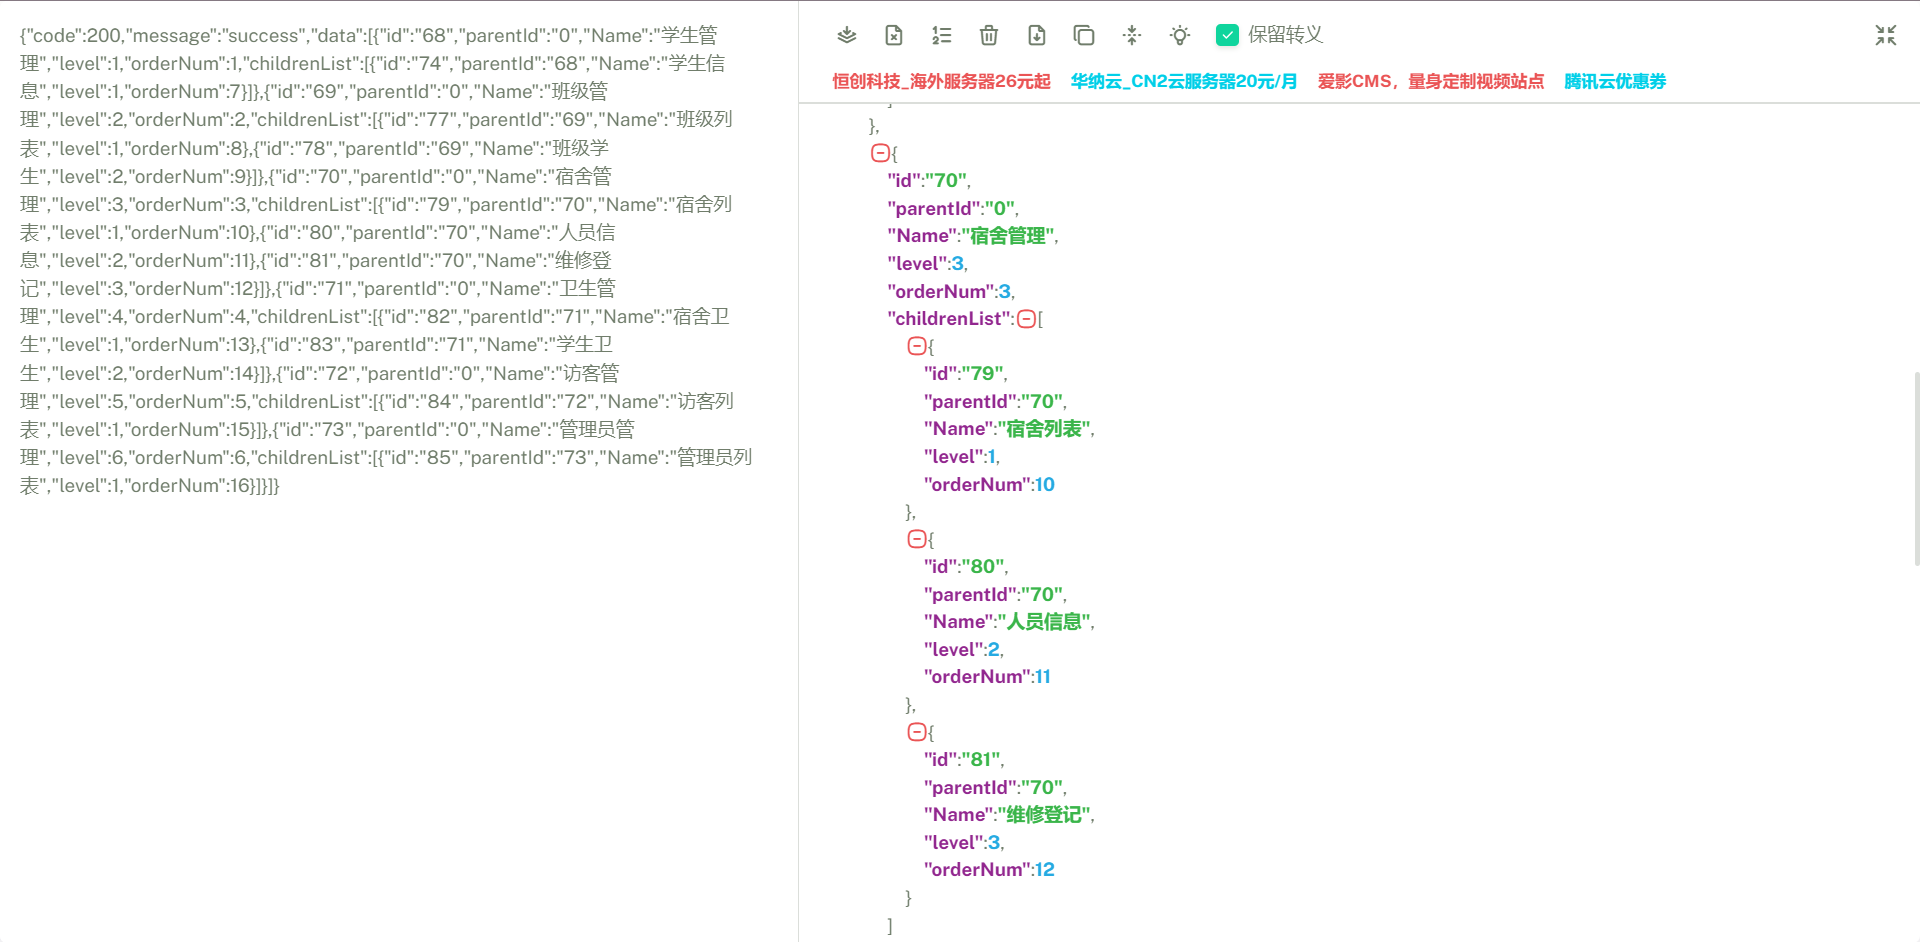 {"code":200,"message":"success","data":[{"id":"68","parentId":"0","Name":"学生管
理","level":1,"orderNum":1,"childrenList":[{"id":"74","parentId":"68","Name":"学生信
息","level":1,"orderNum":7}]},{"id":"69","parentId":"0","Name":"班级管
理","level":2,"orderNum":2,"childrenList":[{"id":"77","parentId":"69","Name":"班级列
表","level":1,"orderNum":8},{"id":"78","parentId":"69","Name":"班级学
生","level":2,"orderNum":9}]},{"id":"70","parentId":"0","Name":"宿舍管
理","level":3,"orderNum":3,"childrenList":[{"id":"79","parentId":"70","Name":"宿舍列
表","level":1,"orderNum":10},{"id":"80","parentId":"70","Name":"人员信
息","level":2,"orderNum":11},{"id":"81","parentId":"70","Name":"维修登
记","level":3,"orderNum":12}]},{"id":"71","parentId":"0","Name":"卫生管
理","level":4,"orderNum":4,"childrenList":[{"id":"82","parentId":"71","Name":"宿舍卫
生","level":1,"orderNum":13},{"id":"83","parentId":"71","Name":"学生卫
生","level":2,"orderNum":14}]},{"id":"72","parentId":"0","Name":"访客管
理","level":5,"orderNum":5,"childrenList":[{"id":"84","parentId":"72","Name":"访客列
表","level":1,"orderNum":15}]},{"id":"73","parentId":"0","Name":"管理员管
理","level":6,"orderNum":6,"childrenList":[{"id":"85","parentId":"73","Name":"管理员列
表","level":1,"orderNum":16}]}]}
保留转义
恒创科技_海外服务器26元起 华纳云_CN2云服务器20元/月 爱影CMS，量身定制视频站点 腾讯云优惠券
]
},
{
"id":"70",
"parentId":"0",
"Name":"宿舍管理",
"level":3,
"orderNum":3,
"childrenList":[
{
"id":"79",
"parentId":"70",
"Name":"宿舍列表",
"level":1,
"orderNum":10
},
{
"id":"80",
"parentId":"70",
"Name":"人员信息",
"level":2,
"orderNum":11
},
{
"id":"81",
"parentId":"70",
"Name":"维修登记",
"level":3,
"orderNum":12
}
]